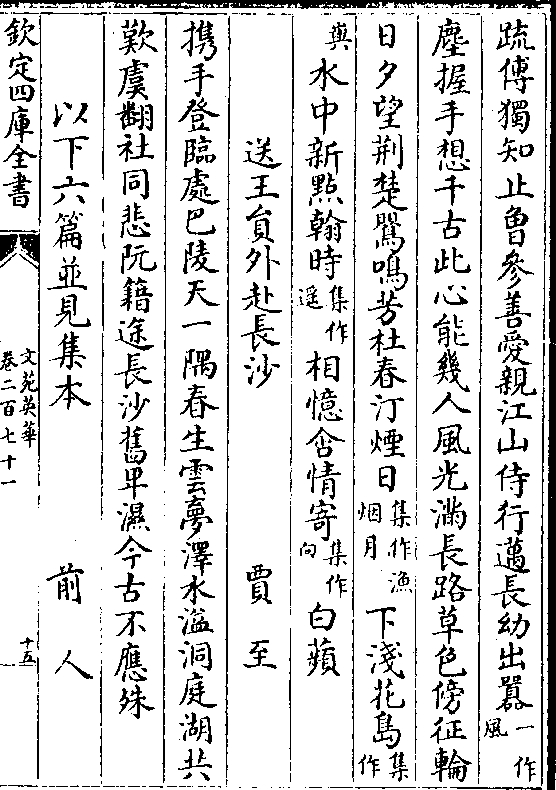 疏傅獨知止魯參善愛親江山侍行邁長幼出囂一作風
塵握手想千古此心能幾人風光滿長路草色傍征輪
日夕望荆楚鸎鳴芳杜春汀煙日集作漁烟月下淺花島集作
與水中新點翰時集作遥相憶含情寄集作向白蘋
送王員外赴長沙 賈至
携手登臨處巴陵天一隅春生雲夢澤水溢洞庭湖共
歎虞翻社同悲阮籍途長沙舊卑濕今古不應殊
以下六篇並見集本 前人
欽定四庫全書 文苑英華卷二百七十一 十五